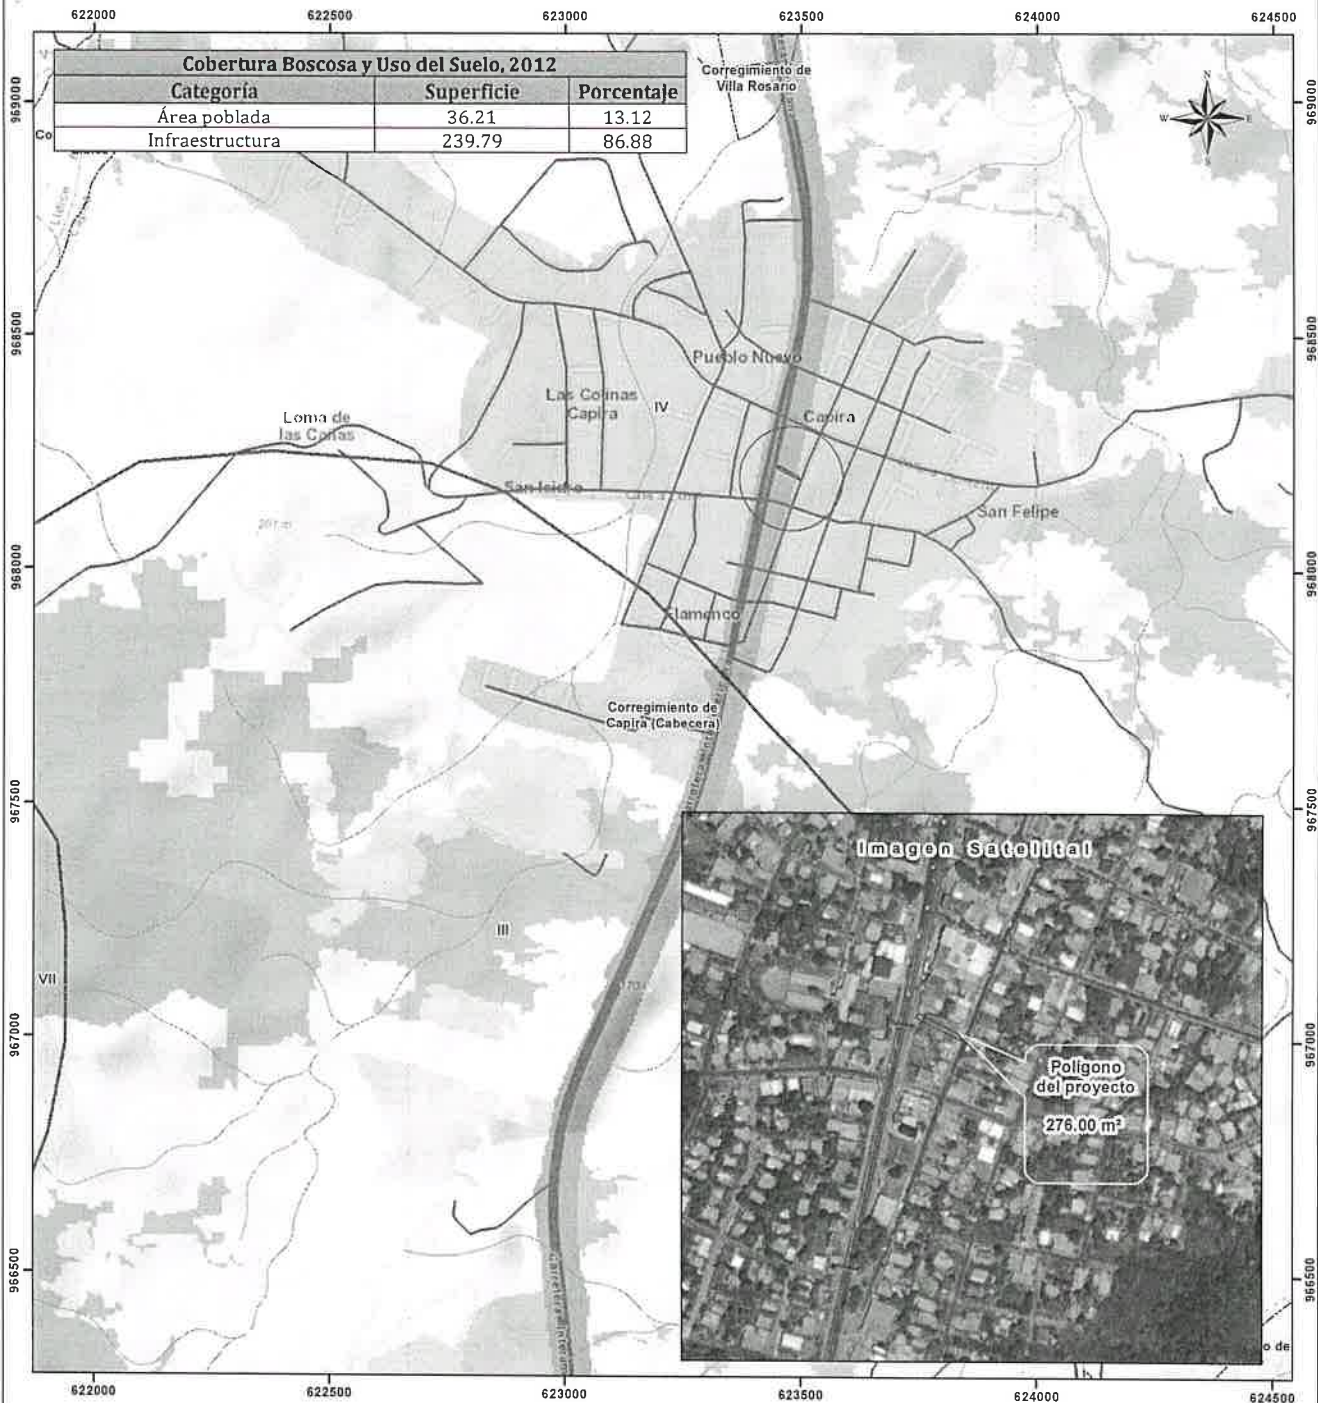 622000 622500 623000 623500 624000 624500
Cobertura Boscosa y Uso del Suelo, 2012
Categoría Superficie Porcentaje
Área poblada 36.21 13.12
Infraestructura 239.79 86.88
Corregimiento de
Villa Rosario
N
W E
S
969000 969000
Co
968500 968500
Pueblo Nuevo
Las Colinas
Capira
IV
Capira
Loma de
las Cañas
San Isidro
San Felipe
201 m
968000 968000
Flamenco
Corregimiento de
Capira (Cabecera)
967500 967500
Imagen Satelital
III
VII
967000 967000
Polígono
del proyecto
276.00 m²
966500 966500
o de
622000 622500 623000 623500 624000 624500